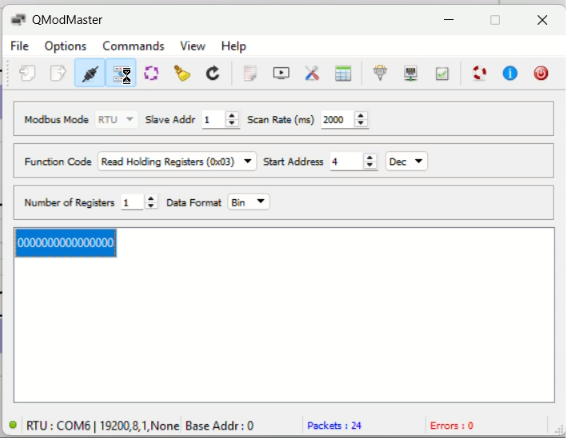 QModMaster
File Options Commands View Help
Modbus Mode RTU Slave Addr 1 Scan Rate (ms) 2000
Function Code Read Holding Registers (0x03) Start Address 4 Dec
Number of Registers 1 Data Format Bin
0000000000000000
RTU : COM6 | 19200,8,1,None Base Addr : 0 Packets : 24 Errors : 0